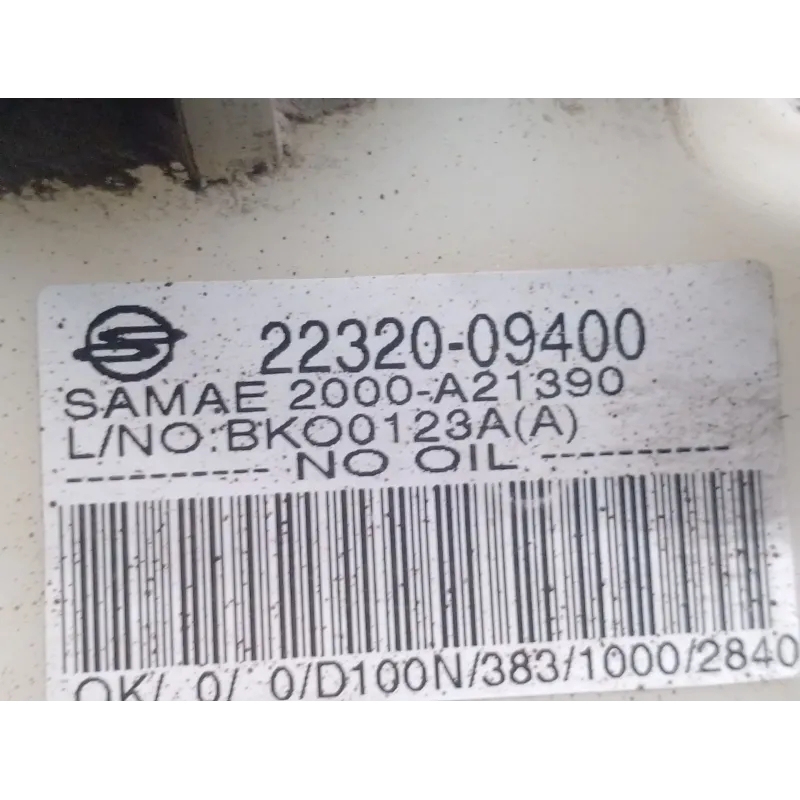 22320-09400
SAMAE 2000-A21390
L/NO:BKO0123A(A)
---------- NO OIL ----------
OK/ 0/ 0/D100N/383/1000/2840